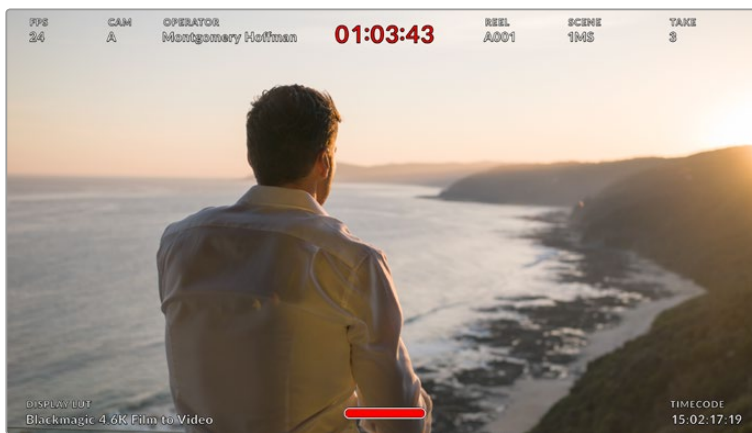 FPS CAM OPERATOR 01:03:43 REEL SCENE TAKE
24 A Montgomery Hoffman A001 1MS 3
DISPLAY LUT TIMECODE
Blackmagic 4.6K Film to Video 15:02:17:19